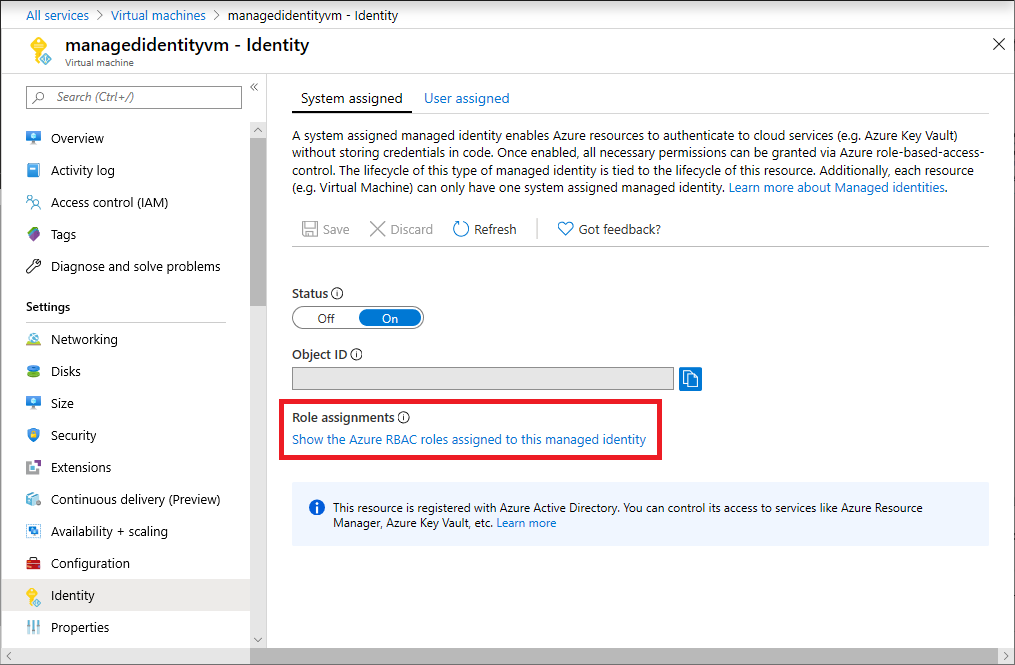 All services > Virtual machines > managedidentityvm - Identity
managedidentityvm - Identity
Virtual machine
Search (Ctrl+/)
Overview
Activity log
Access control (IAM)
Tags
Diagnose and solve problems
Settings
Networking
Disks
Size
Security
Extensions
Continuous delivery (Preview)
Availability + scaling
Configuration
Identity
Properties
System assigned User assigned
A system assigned managed identity enables Azure resources to authenticate to cloud services (e.g. Azure Key Vault)
without storing credentials in code. Once enabled, all necessary permissions can be granted via Azure role-based-access-
control. The lifecycle of this type of managed identity is tied to the lifecycle of this resource. Additionally, each resource
(e.g. Virtual Machine) can only have one system assigned managed identity. Learn more about Managed identities.
Save Discard Refresh Got feedback?
Status
Off On
Object ID
Role assignments
Show the Azure RBAC roles assigned to this managed identity
This resource is registered with Azure Active Directory. You can control its access to services like Azure Resource
Manager, Azure Key Vault, etc. Learn more